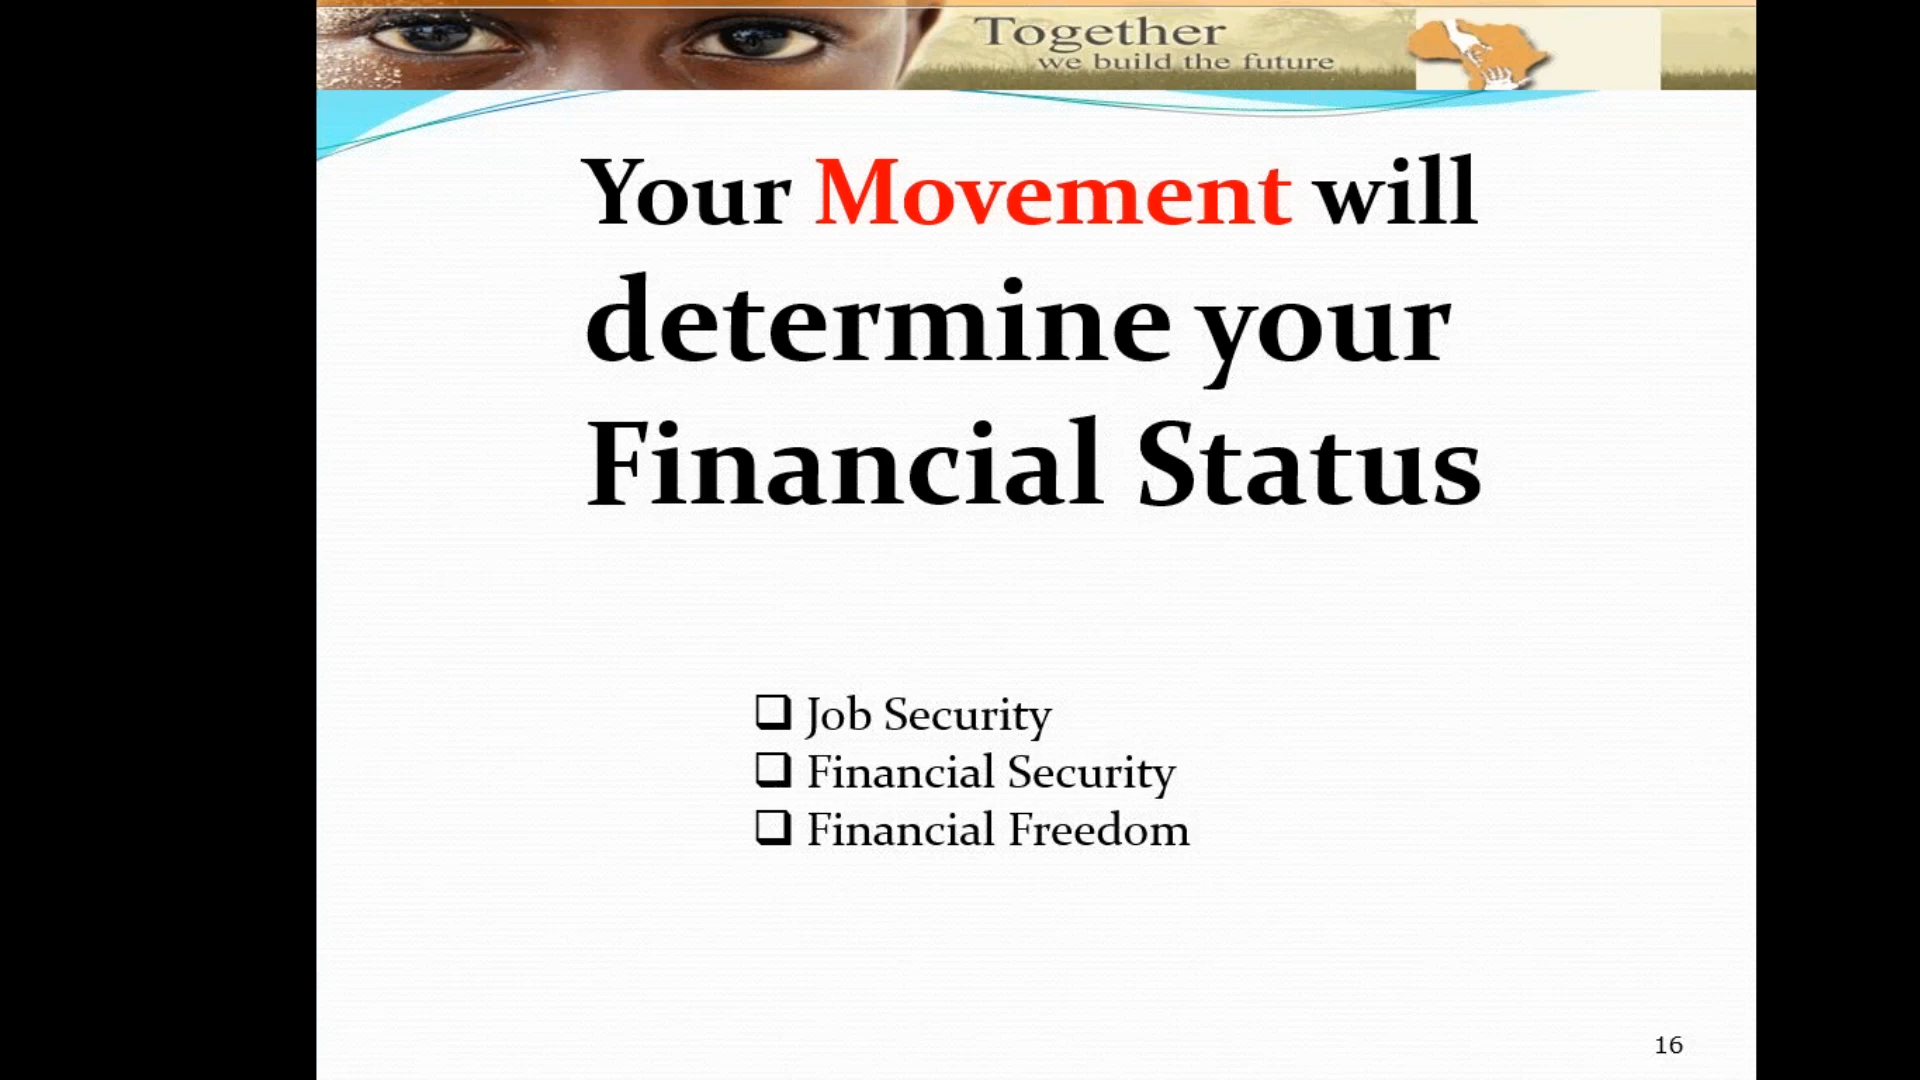 Together
we build the future
Your Movement will
determine your
Financial Status
❑ Job Security
❑ Financial Security
❑ Financial Freedom
16